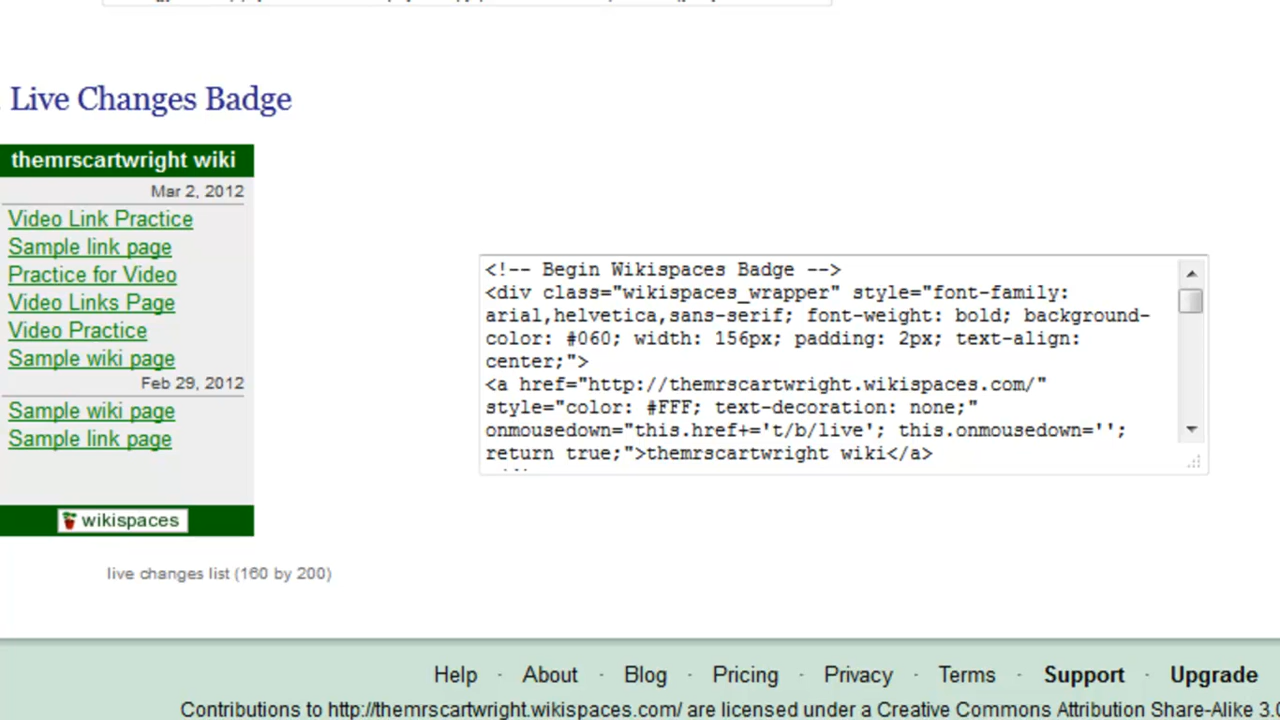 Live Changes Badge
themrscartwright wiki
Mar 2, 2012
Video Link Practice
Sample link page
Practice for Video
Video Links Page
Video Practice
Sample wiki page
Feb 29, 2012
Sample wiki page
Sample link page
wikispaces
live changes list (160 by 200)
<!-- Begin Wikispaces Badge -->
<div class="wikispaces_wrapper" style="font-family:
arial,helvetica,sans-serif; font-weight: bold; background-
color: #060; width: 156px; padding: 2px; text-align:
center;">
<a href="http://themrscartwright.wikispaces.com/"
style="color: #FFF; text-decoration: none;"
onmousedown="this.href+='t/b/live'; this.onmousedown='';
return true;">themrscartwright wiki</a>
Help · About · Blog · Pricing · Privacy · Terms · Support · Upgrade
Contributions to http://themrscartwright.wikispaces.com/ are licensed under a Creative Commons Attribution Share-Alike 3.0